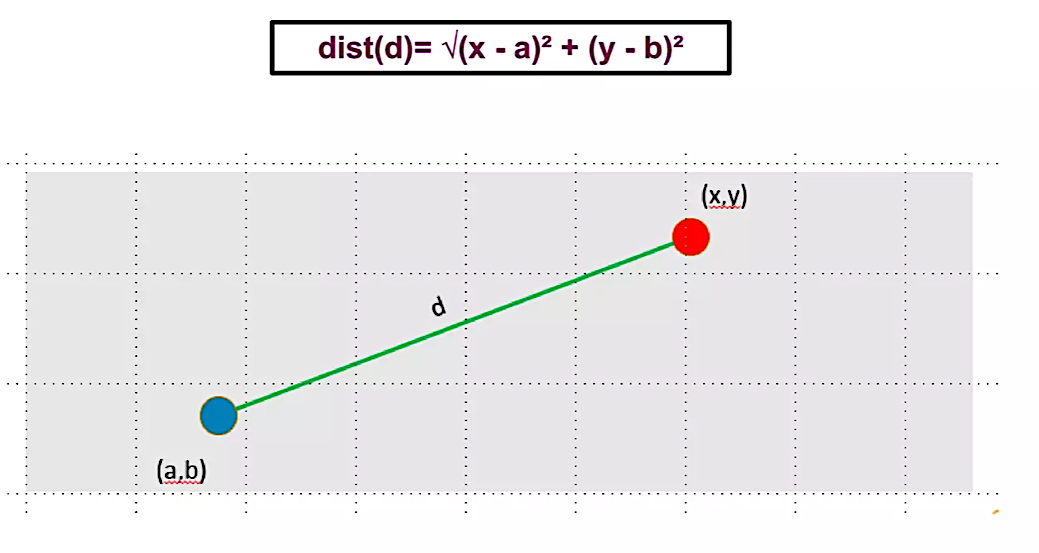 dist(d)= √(x - a)² + (y - b)²
(x,y)
d
(a,b)